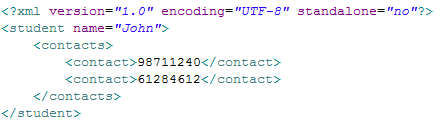 <?xml version="1.0" encoding="UTF-8" standalone="no"?>
<student name="John">
    <contacts>
        <contact>98711240</contact>
        <contact>61284612</contact>
    </contacts>
</student>